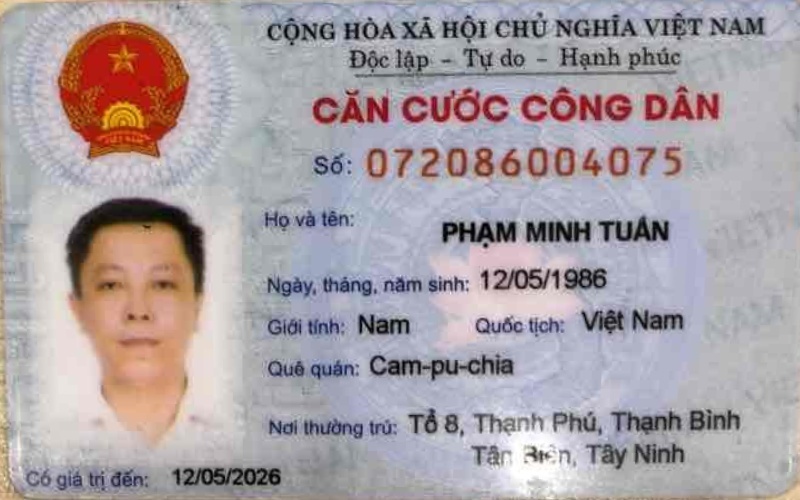 CỘNG HÒA XÃ HỘI CHỦ NGHĨA VIỆT NAM
Độc lập - Tự do - Hạnh phúc
CĂN CƯỚC CÔNG DÂN
Số: 072086004075
Họ và tên:
PHẠM MINH TUẤN
Ngày, tháng, năm sinh: 12/05/1986
Giới tính: Nam Quốc tịch: Việt Nam
Quê quán: Cam-pu-chia
Nơi thường trú: Tổ 8, Thạnh Phú, Thạnh Bình
Tân Biên, Tây Ninh
Có giá trị đến: 12/05/2026